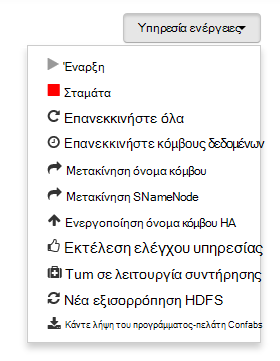 Υπηρεσία ενέργειες
Έναρξη
Σταμάτα
Επανεκκινήστε όλα
Επανεκκινήστε κόμβους δεδομένων
Μετακίνηση όνομα κόμβου
Μετακίνηση SNameNode
Ενεργοποίηση όνομα κόμβου HA
Εκτέλεση ελέγχου υπηρεσίας
Tum σε λειτουργία συντήρησης
Νέα εξισορρόπηση HDFS
Κάντε λήψη του προγράμματος-πελάτη Confabs